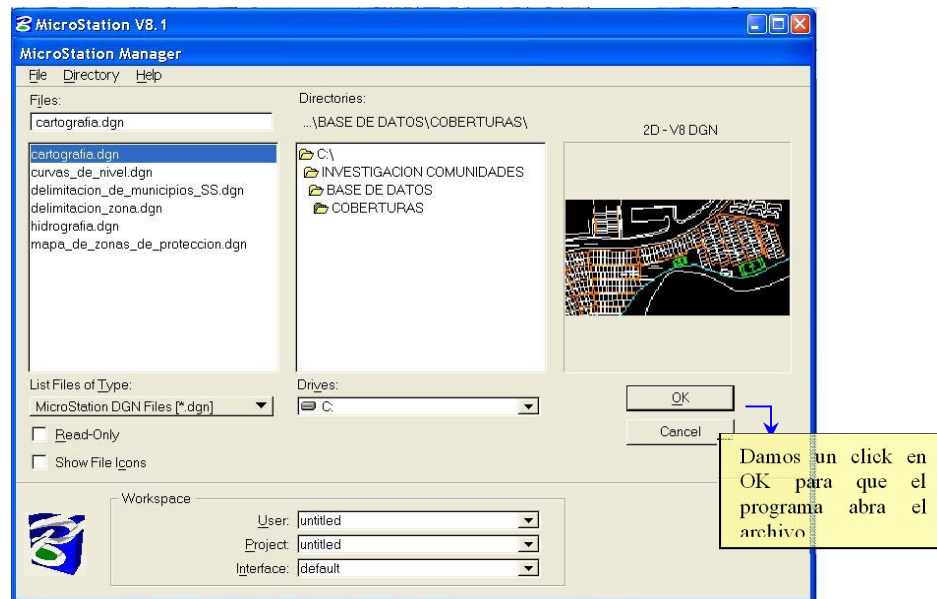 MicroStation V8.1
MicroStation Manager
File Directory Help
Files:
cartografia.dgn
cartografia.dgn
curvas_de_nivel.dgn
delimitacion_de_municipios_SS.dgn
delimitacion_zona.dgn
hidrografia.dgn
mapa_de_zonas_de_proteccion.dgn
Directories:
...\BASE DE DATOS\COBERTURAS\
C:\
INVESTIGACION COMUNIDADES
BASE DE DATOS
COBERTURAS
2D - V8 DGN
List Files of Type:
MicroStation DGN Files [*.dgn]
Read-Only
Show File Icons
Drives:
C:
OK
Cancel
Damos un click en
OK para que el
programa abra el
archivo
Workspace
User: untitled
Project: untitled
Interface: default